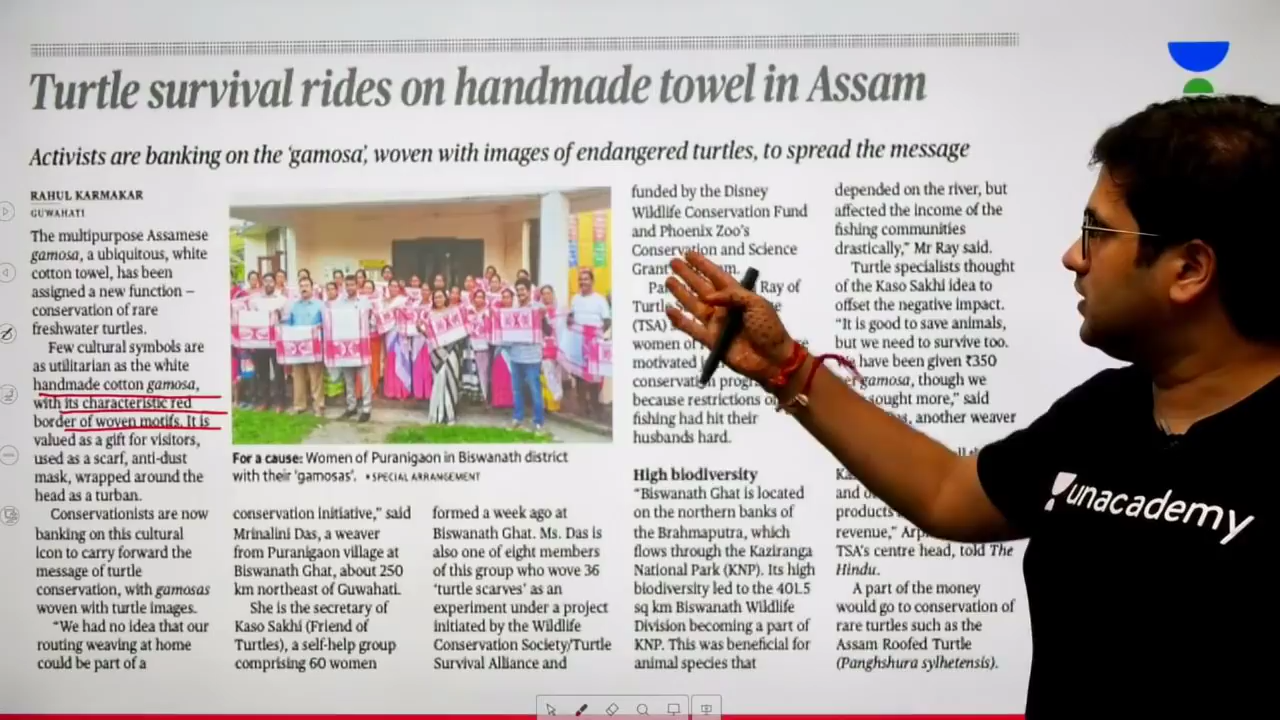 Turtle survival rides on handmade towel in Assam
Activists are banking on the 'gamosa', woven with images of endangered turtles, to spread the message
RAHUL KARMAKAR
GUWAHATI
The multipurpose Assamese
gamosa, a ubiquitous, white
cotton towel, has been
assigned a new function –
conservation of rare
freshwater turtles.
Few cultural symbols are
as utilitarian as the white
handmade cotton gamosa,
with its characteristic red
border of woven motifs. It is
valued as a gift for visitors,
used as a scarf, anti-dust
mask, wrapped around the
head as a turban.
Conservationists are now
banking on this cultural
icon to carry forward the
message of turtle
conservation, with gamosas
woven with turtle images.
"We had no idea that our
routing weaving at home
could be part of a
For a cause: Women of Puranigaon in Biswanath district
with their 'gamosas'. • SPECIAL ARRANGEMENT
conservation initiative," said
Mrinalini Das, a weaver
from Puranigaon village at
Biswanath Ghat, about 250
km northeast of Guwahati.
She is the secretary of
Kaso Sakhi (Friend of
Turtles), a self-help group
comprising 60 women
formed a week ago at
Biswanath Ghat. Ms. Das is
also one of eight members
of this group who wove 36
'turtle scarves' as an
experiment under a project
initiated by the Wildlife
Conservation Society/Turtle
Survival Alliance and
funded by the Disney
Wildlife Conservation Fund
and Phoenix Zoo's
Conservation and Science
Grant
Ray of
Turtle
(TSA)
women of
motivated
conservation
because restrictions
fishing had hit their
husbands hard.
High biodiversity
"Biswanath Ghat is located
on the northern banks of
the Brahmaputra, which
flows through the Kaziranga
National Park (KNP). Its high
biodiversity led to the 401.5
sq km Biswanath Wildlife
Division becoming a part of
KNP. This was beneficial for
animal species that
depended on the river, but
affected the income of the
fishing communities
drastically," Mr Ray said.
Turtle specialists thought
of the Kaso Sakhi idea to
offset the negative impact.
"It is good to save animals,
but we need to survive too.
We have been given ₹350
per gamosa, though we
sought more," said
another weaver
and
products
revenue,"
TSA's centre head, told The
Hindu.
A part of the money
would go to conservation of
rare turtles such as the
Assam Roofed Turtle
(Panghshura sylhetensis).
unacademy